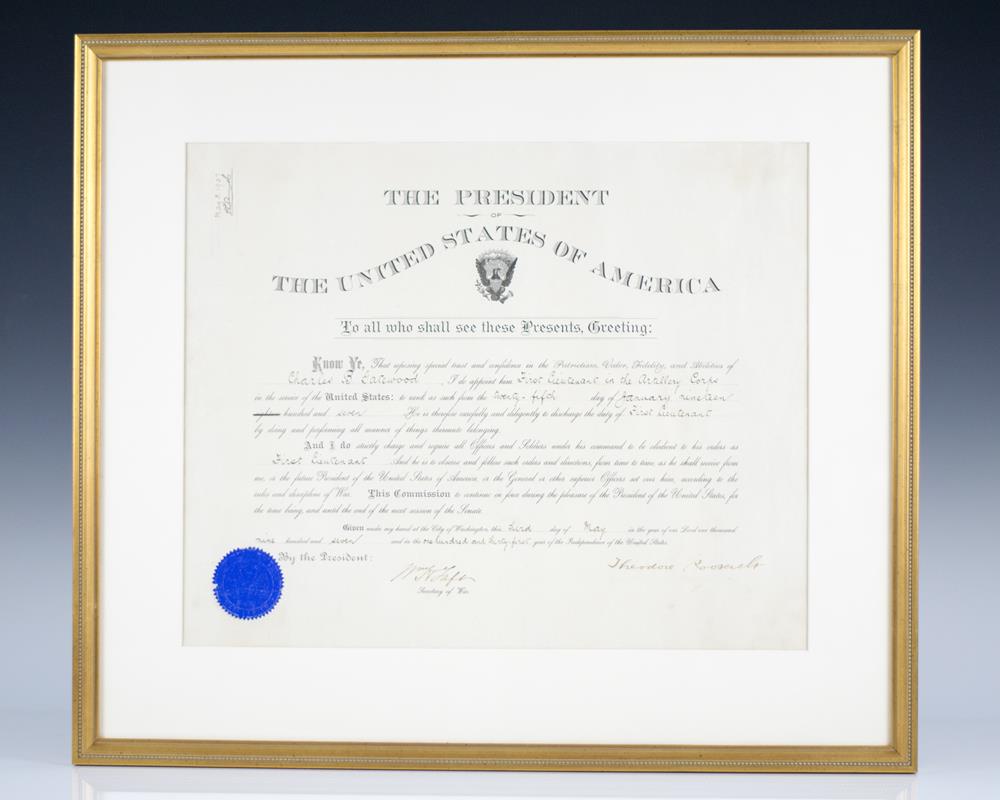 May 8 1907
THE PRESIDENT
OF
THE UNITED STATES OF AMERICA
To all who shall see these Presents, Greeting:
Know Ye, That reposing special trust and confidence in the Patriotism, Valor, Fidelity, and Abilities of
Charles B. Gatewood, I do appoint him First Lieutenant in the Artillery Corps
in the service of the United States: to rank as such from the twenty-fifth day of January nineteen
hundred and seven He is therefore carefully and diligently to discharge the duty of First Lieutenant
by doing and performing all manner of things thereunto belonging.
And I do strictly charge and require all Officers and Soldiers under his command to be obedient to his orders as
First Lieutenant And he is to observe and follow such orders and directions, from time to time, as he shall receive from
me, or the future President of the United States of America, or the General or other superior Officers set over him, according to the
rules and discipline of War. This Commission to continue in force during the pleasure of the President of the United States, for
the time being, and until the end of the next session of the Senate.
Given under my hand at the City of Washington, this third day of May in the year of our Lord one thousand
nine hundred and seven and in the one hundred and thirty-first year of the Independence of the United States.
By the President:
Theodore Roosevelt
Wm H Taft
Secretary of War.